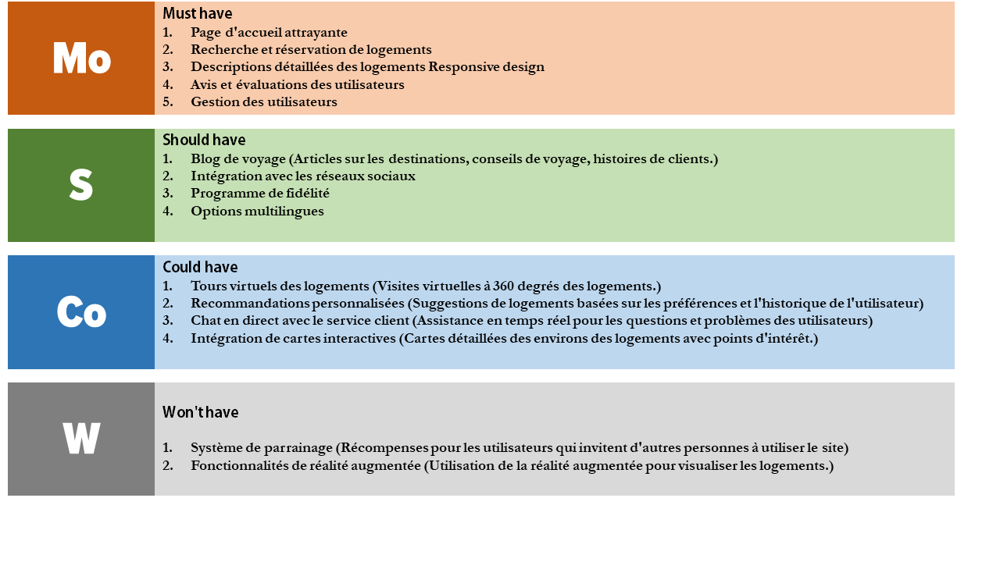 Mo
Must have
1. Page d'accueil attrayante
2. Recherche et réservation de logements
3. Descriptions détaillées des logements Responsive design
4. Avis et évaluations des utilisateurs
5. Gestion des utilisateurs
S
Should have
1. Blog de voyage (Articles sur les destinations, conseils de voyage, histoires de clients.)
2. Intégration avec les réseaux sociaux
3. Programme de fidélité
4. Options multilingues
Co
Could have
1. Tours virtuels des logements (Visites virtuelles à 360 degrés des logements.)
2. Recommandations personnalisées (Suggestions de logements basées sur les préférences et l'historique de l'utilisateur)
3. Chat en direct avec le service client (Assistance en temps réel pour les questions et problèmes des utilisateurs)
4. Intégration de cartes interactives (Cartes détaillées des environs des logements avec points d'intérêt.)
W
Won't have
1. Système de parrainage (Récompenses pour les utilisateurs qui invitent d'autres personnes à utiliser le site)
2. Fonctionnalités de réalité augmentée (Utilisation de la réalité augmentée pour visualiser les logements.)